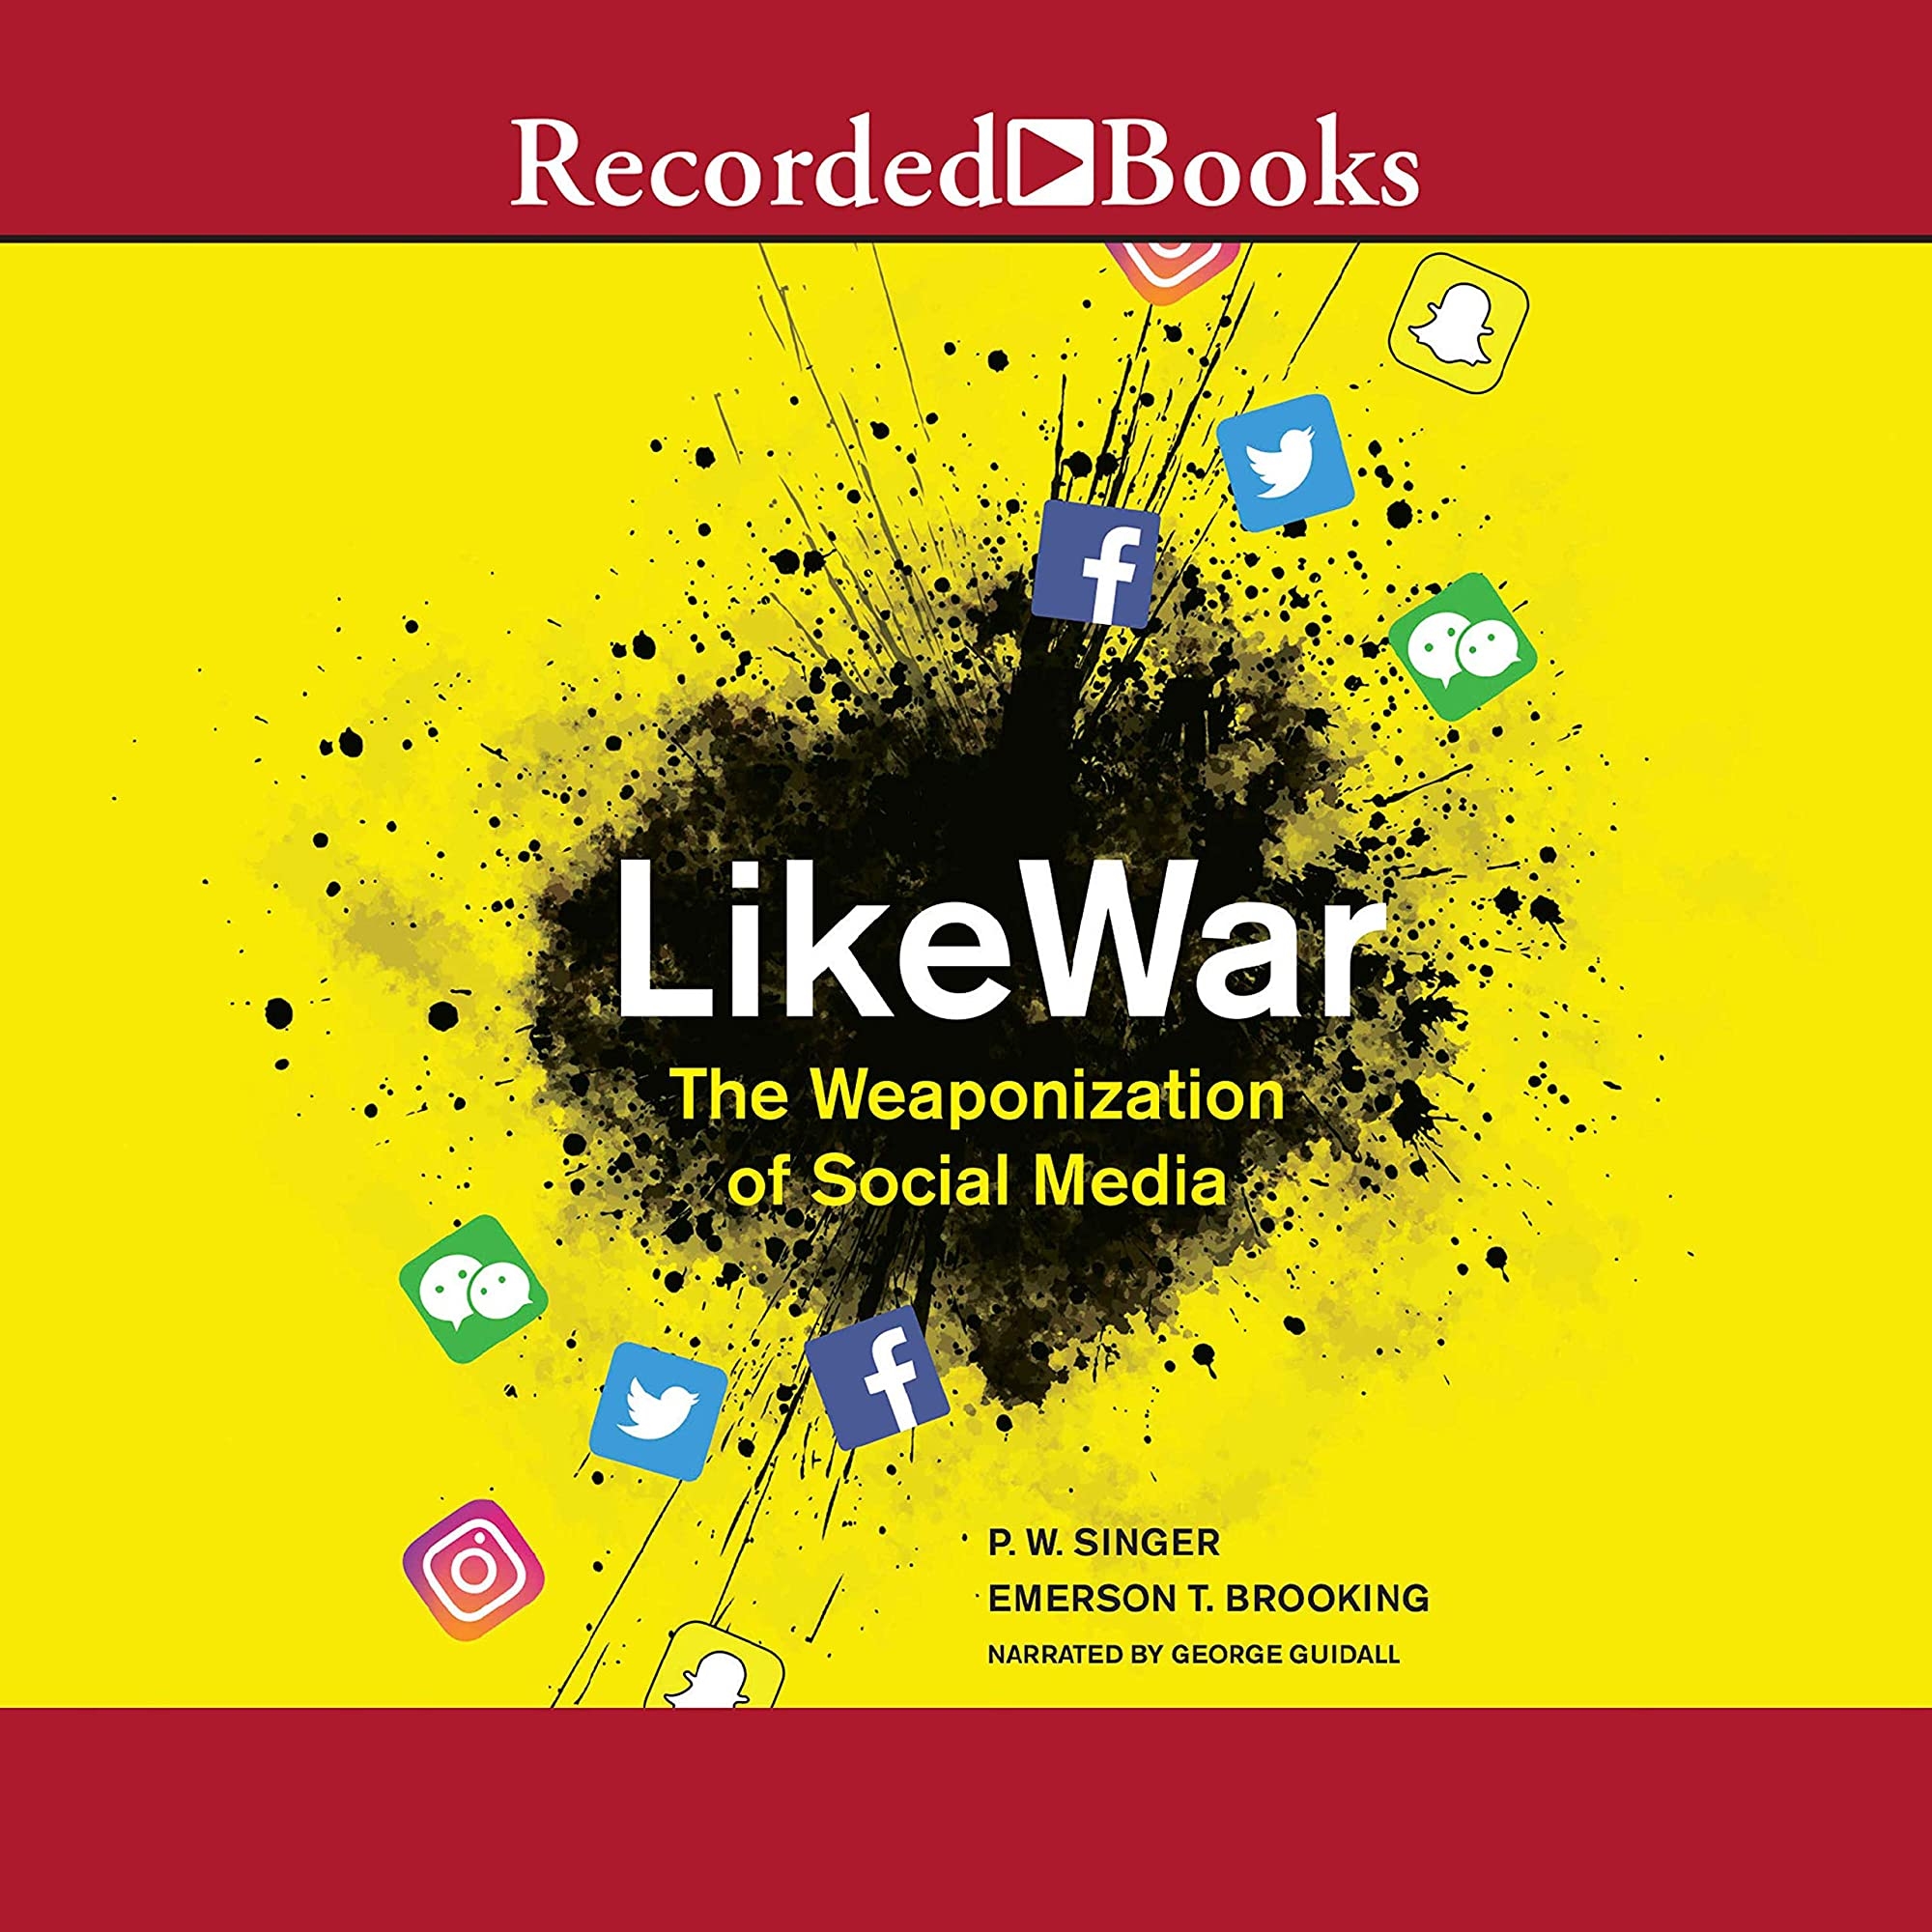 Recorded Books
LikeWar
The Weaponization
of Social Media
P. W. SINGER
EMERSON T. BROOKING
NARRATED BY GEORGE GUIDALL